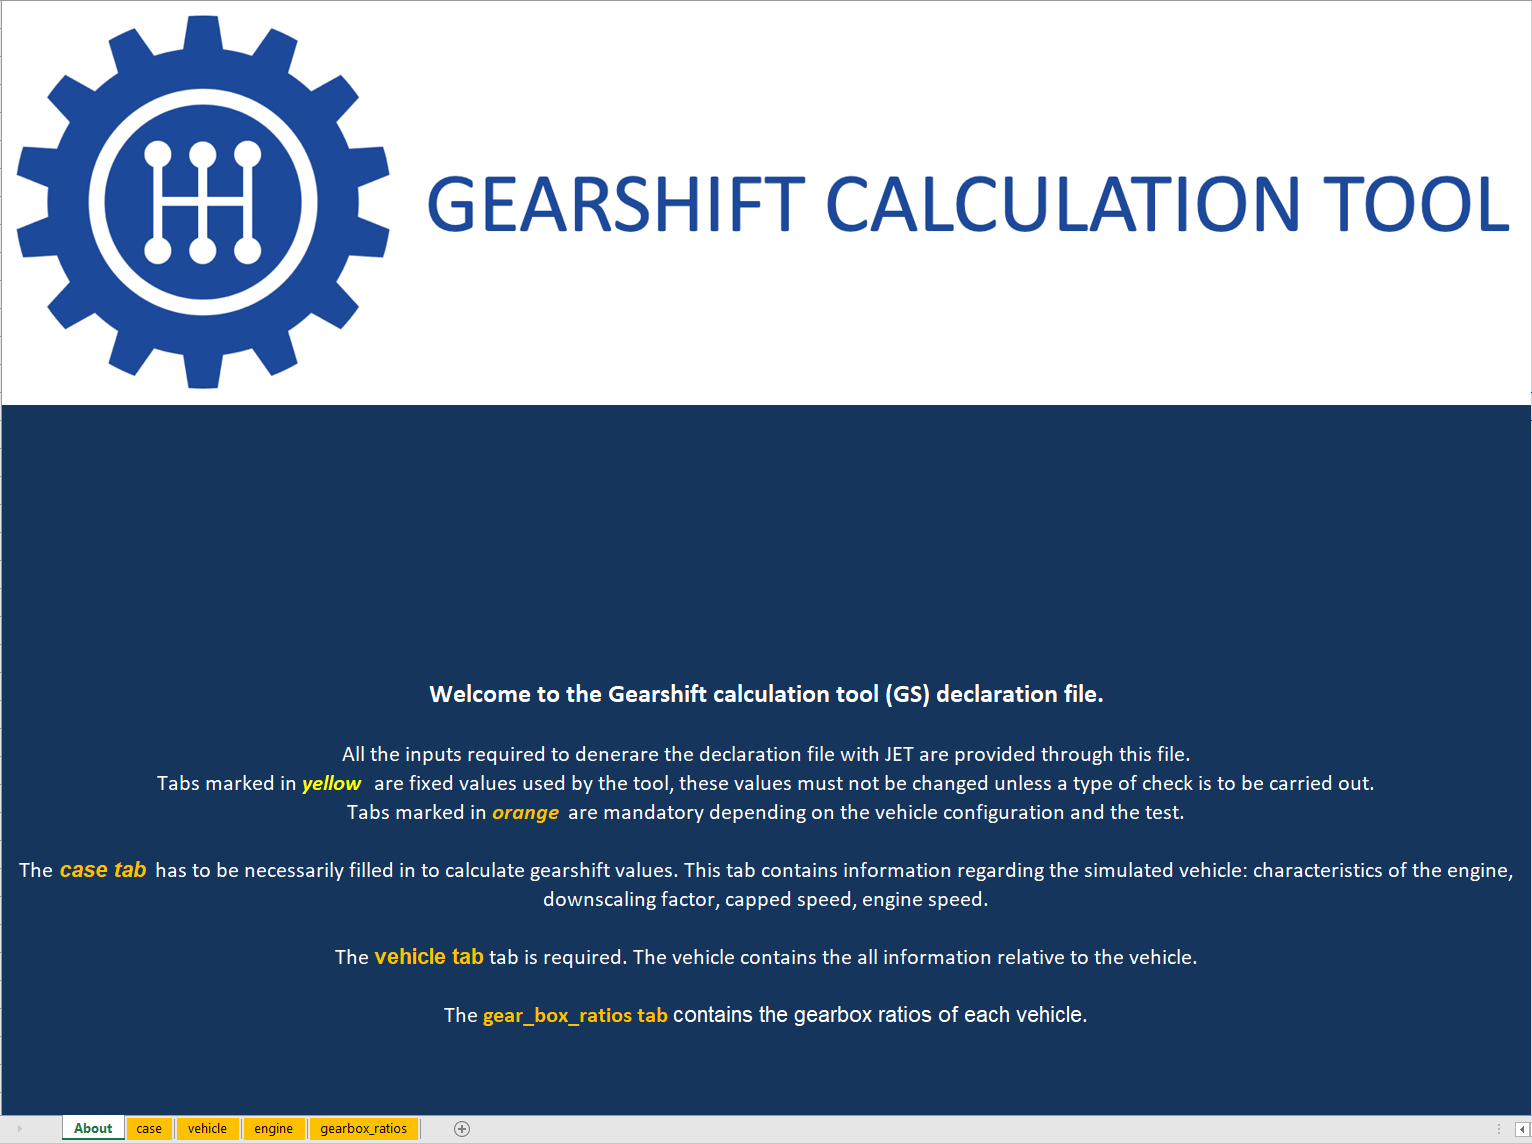 GEARSHIFT CALCULATION TOOL
Welcome to the Gearshift calculation tool (GS) declaration file.
All the inputs required to denerare the declaration file with JET are provided through this file.
Tabs marked in yellow are fixed values used by the tool, these values must not be changed unless a type of check is to be carried out.
Tabs marked in orange are mandatory depending on the vehicle configuration and the test.
The case tab has to be necessarily filled in to calculate gearshift values. This tab contains information regarding the simulated vehicle: characteristics of the engine,
downscaling factor, capped speed, engine speed.
The vehicle tab tab is required. The vehicle contains the all information relative to the vehicle.
The gear_box_ratios tab contains the gearbox ratios of each vehicle.
About case vehicle engine gearbox_ratios